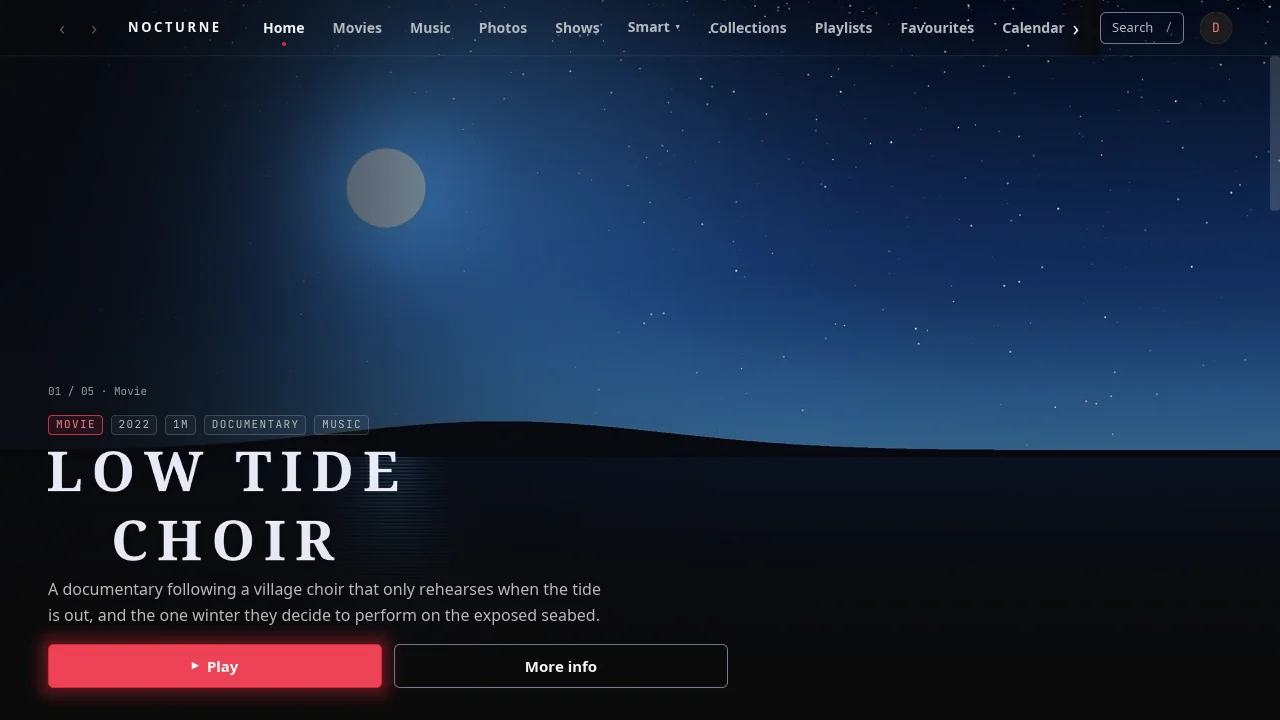 ‹ › NOCTURNE Home Movies Music Photos Shows Smart ▾ Collections Playlists Favourites Calendar › Search / D
01 / 05 · Movie
MOVIE 2022 1M DOCUMENTARY MUSIC
LOW TIDE
CHOIR
A documentary following a village choir that only rehearses when the tide
is out, and the one winter they decide to perform on the exposed seabed.
▶ Play More info